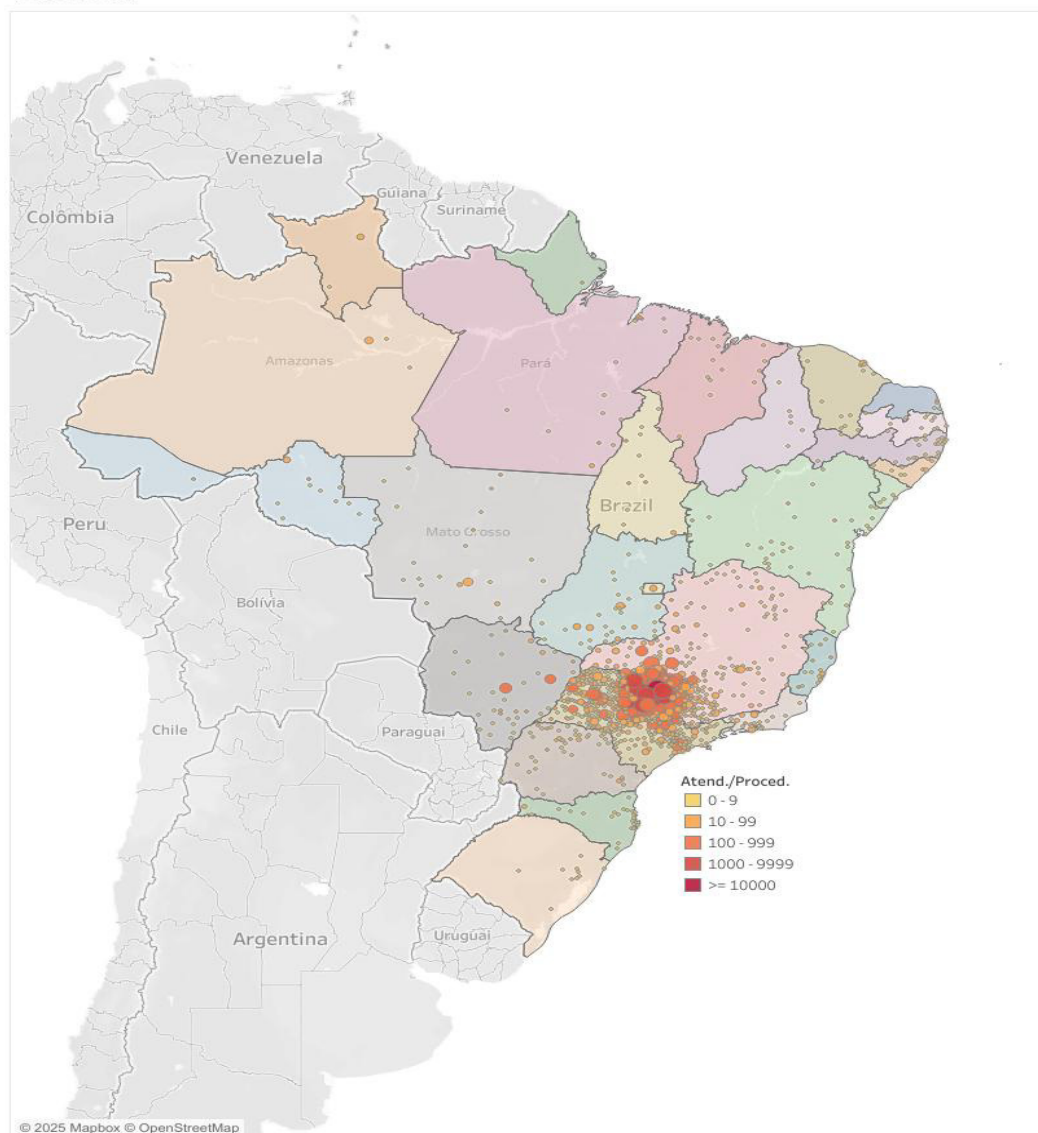 Venezuela
Guiana
Suriname
Colômbia
Amazonas
Pará
Brazil
Peru
Mato Grosso
Bolívia
Chile
Paraguai
Atend./Proced.
0 - 9
10 - 99
100 - 999
1000 - 9999
>= 10000
Argentina
Uruguai
© 2025 Mapbox © OpenStreetMap